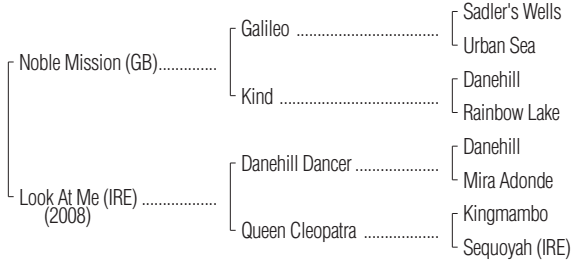 Sadler's Wells
Galileo ..................................
Urban Sea
Noble Mission (GB)..............
Danehill
Kind ......................................
Rainbow Lake
Danehill
Danehill Dancer ....................
Mira Adonde
Look At Me (IRE) ..................
(2008)
Kingmambo
Queen Cleopatra ..................
Sequoyah (IRE)